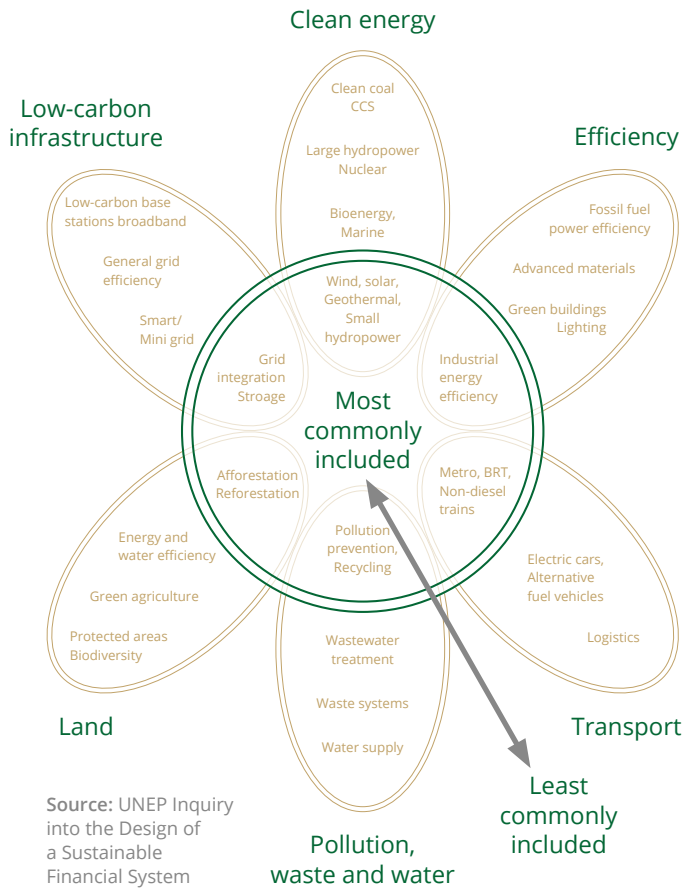 Clean energy
Clean coal
CCS
Large hydropower
Nuclear
Bioenergy,
Marine
Wind, solar,
Geothermal,
Small
hydropower
Low-carbon
infrastructure
Low-carbon base
stations broadband
General grid
efficiency
Smart/
Mini grid
Grid
integration
Stroage
Efficiency
Fossil fuel
power efficiency
Advanced materials
Green buildings
Lighting
Industrial
energy
efficiency
Most
commonly
included
Afforestation
Reforestation
Energy and
water efficiency
Green agriculture
Protected areas
Biodiversity
Land
Pollution
prevention,
Recycling
Wastewater
treatment
Waste systems
Water supply
Pollution,
waste and water
Metro, BRT,
Non-diesel
trains
Electric cars,
Alternative
fuel vehicles
Logistics
Transport
Least
commonly
included
Source: UNEP Inquiry
into the Design of
a Sustainable
Financial System